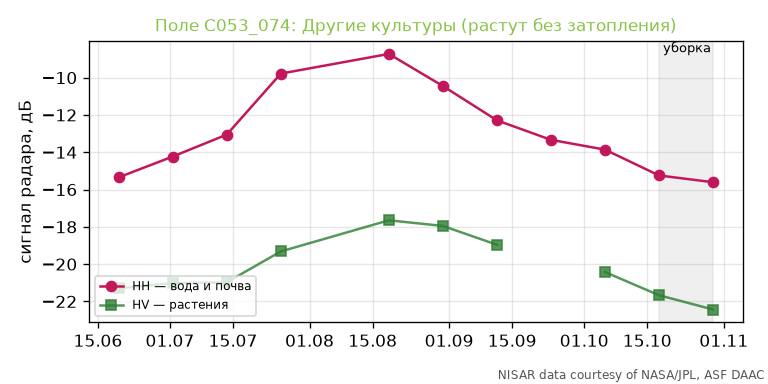 Поле C053_074: Другие культуры (растут без затопления)
уборка
сигнал радара, дБ
−10
−12
−14
−16
−18
−20
−22
HH — вода и почва
HV — растения
15.06
01.07
15.07
01.08
15.08
01.09
15.09
01.10
15.10
01.11
NISAR data courtesy of NASA/JPL, ASF DAAC